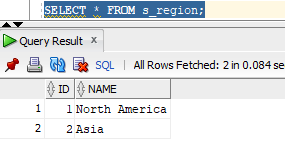 SELECT * FROM s_region;
Query Result x
SQL | All Rows Fetched: 2 in 0.084 se
ID NAME
1 1 North America
2 2 Asia